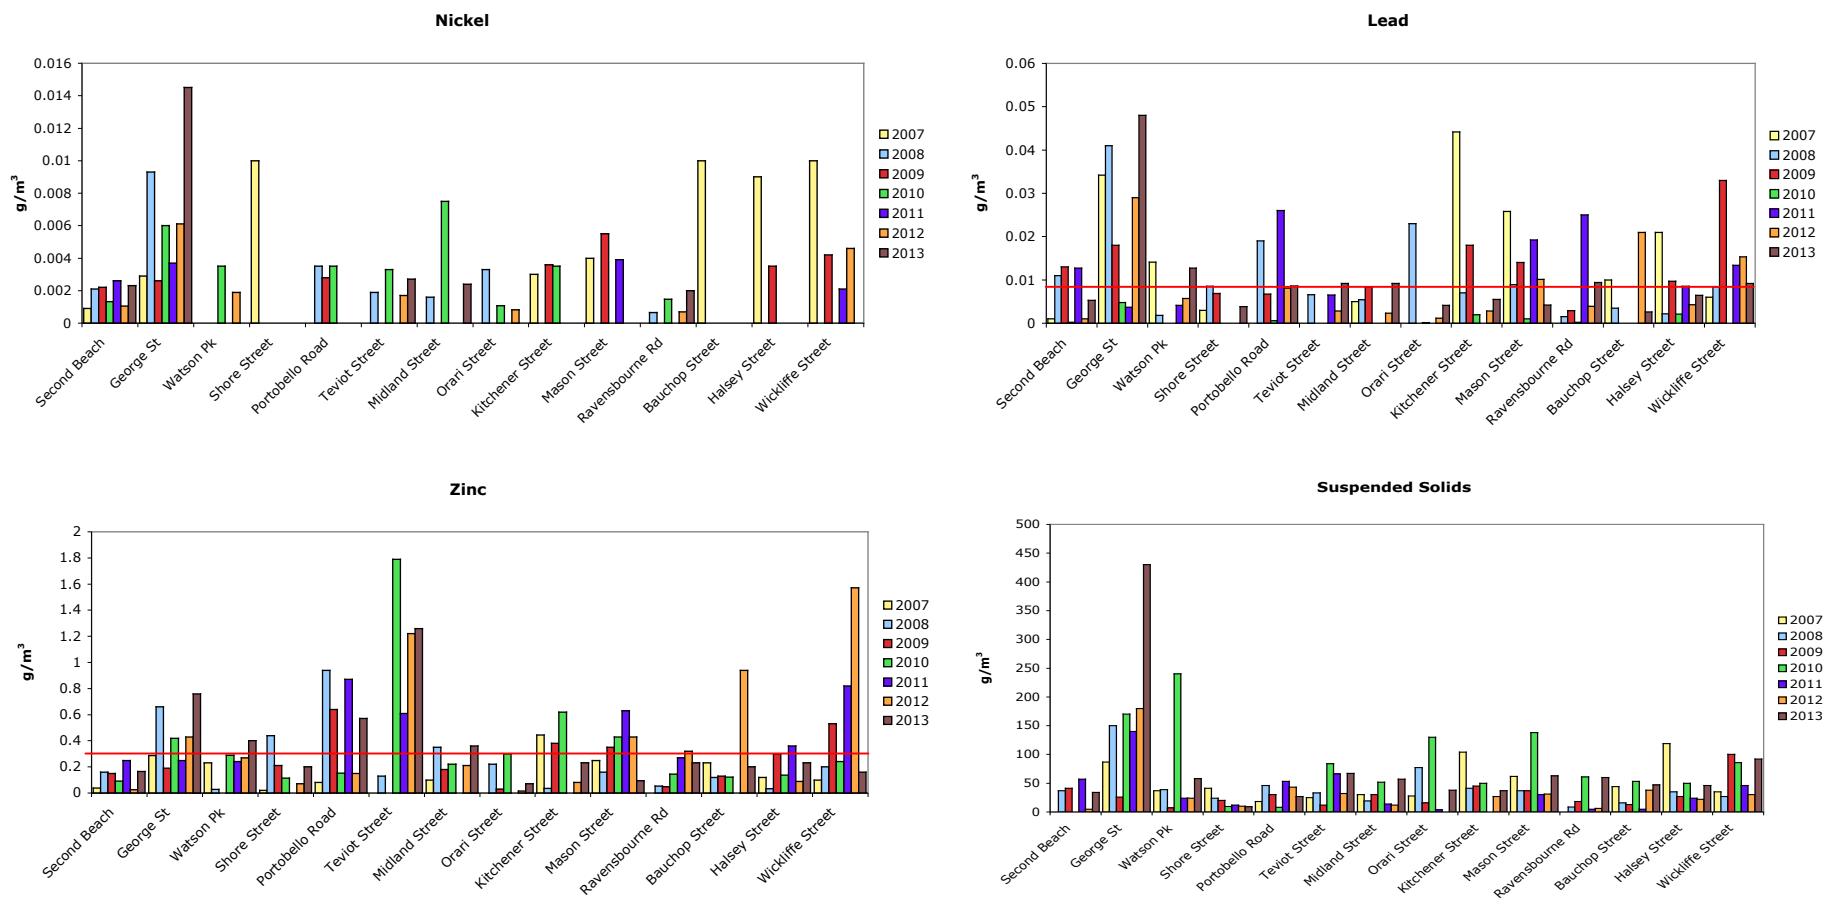 Nickel
g/m³
0.016
0.014
0.012
0.01
0.008
0.006
0.004
0.002
0
Second Beach
George St
Watson Pk
Shore Street
Portobello Road
Teviot Street
Midland Street
Orari Street
Kitchener Street
Mason Street
Ravensbourne Rd
Bauchop Street
Halsey Street
Wickliffe Street
2007
2008
2009
2010
2011
2012
2013
Lead
g/m³
0.06
0.05
0.04
0.03
0.02
0.01
0
Second Beach
George St
Watson Pk
Shore Street
Portobello Road
Teviot Street
Midland Street
Orari Street
Kitchener Street
Mason Street
Ravensbourne Rd
Bauchop Street
Halsey Street
Wickliffe Street
2007
2008
2009
2010
2011
2012
2013
Zinc
g/m³
2
1.8
1.6
1.4
1.2
1
0.8
0.6
0.4
0.2
0
Second Beach
George St
Watson Pk
Shore Street
Portobello Road
Teviot Street
Midland Street
Orari Street
Kitchener Street
Mason Street
Ravensbourne Rd
Bauchop Street
Halsey Street
Wickliffe Street
2007
2008
2009
2010
2011
2012
2013
Suspended Solids
g/m³
500
450
400
350
300
250
200
150
100
50
0
Second Beach
George St
Watson Pk
Shore Street
Portobello Road
Teviot Street
Midland Street
Orari Street
Kitchener Street
Mason Street
Ravensbourne Rd
Bauchop Street
Halsey Street
Wickliffe Street
2007
2008
2009
2010
2011
2012
2013